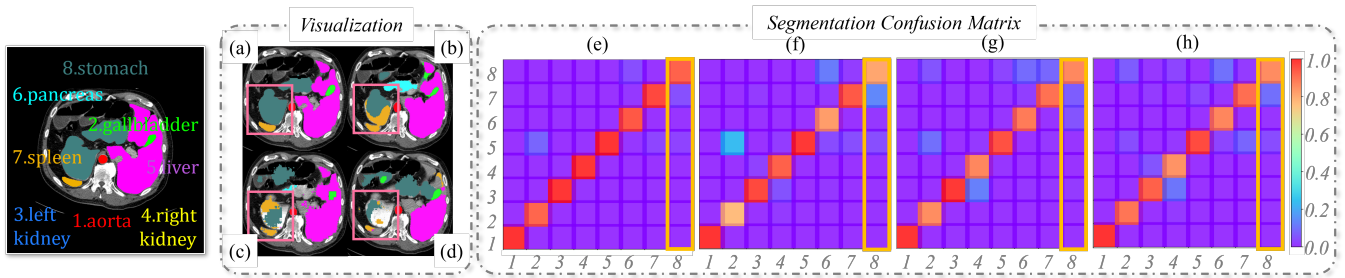 Visualization
Segmentation Confusion Matrix
8.stomach
6.pancreas
2.gallbladder
7.spleen
5.liver
3.left
kidney
1.aorta
4.right
kidney
(a)
(b)
(c)
(d)
(e)
(f)
(g)
(h)
8
7
6
5
4
3
2
1
1 2 3 4 5 6 7 8
1 2 3 4 5 6 7 8
1 2 3 4 5 6 7 8
1 2 3 4 5 6 7 8
1.0
0.8
0.6
0.4
0.2
0.0